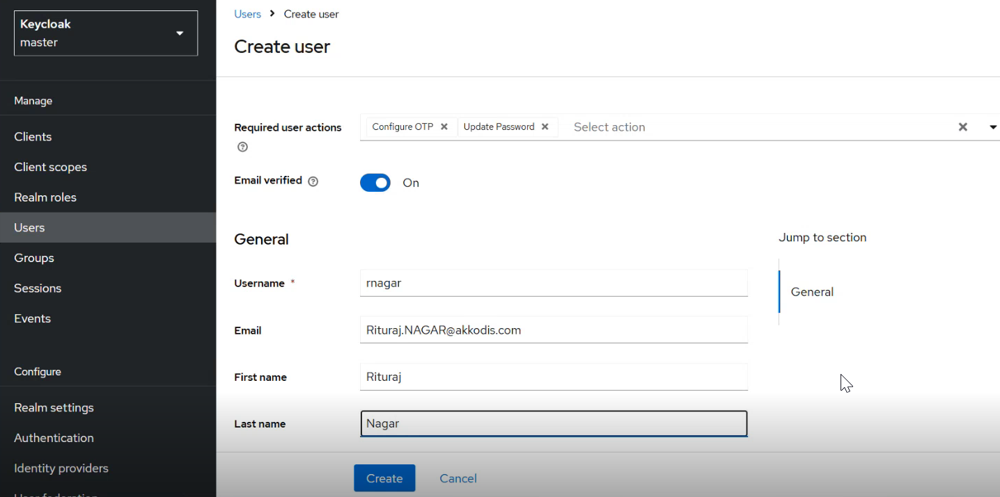 Keycloak
master
Manage
Clients
Client scopes
Realm roles
Users
Groups
Sessions
Events
Configure
Realm settings
Authentication
Identity providers
User federation
Users > Create user
Create user
Required user actions
Configure OTP × Update Password × Select action
Email verified On
General
Username * rnagar
Email Rituraj.NAGAR@akkodis.com
First name Rituraj
Last name Nagar
Create Cancel
Jump to section
General